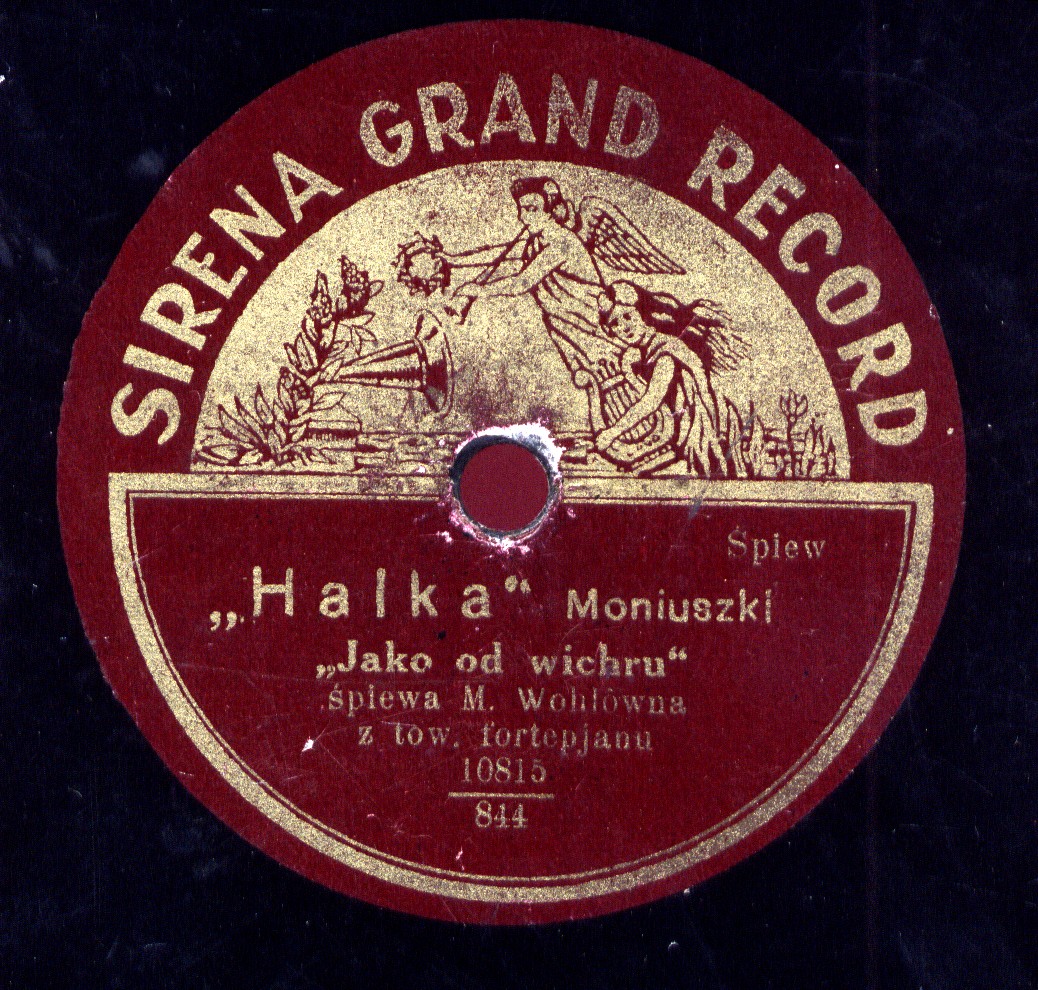 SIRENA GRAND RECORD
Śpiew
„Halka“ Moniuszki
„Jako od wichru“
śpiewa M. Wohlówna
z tow. fortepjanu
10815
844